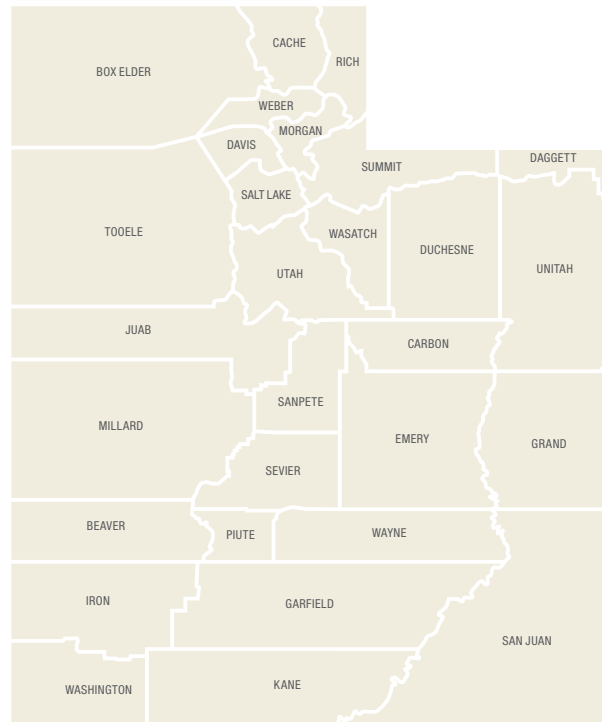 CACHE
RICH
BOX ELDER
WEBER
MORGAN
DAVIS
SUMMIT
DAGGETT
SALT LAKE
TOOELE
WASATCH
DUCHESNE
UNITAH
UTAH
JUAB
CARBON
SANPETE
MILLARD
EMERY
GRAND
SEVIER
BEAVER
PIUTE
WAYNE
IRON
GARFIELD
SAN JUAN
WASHINGTON
KANE